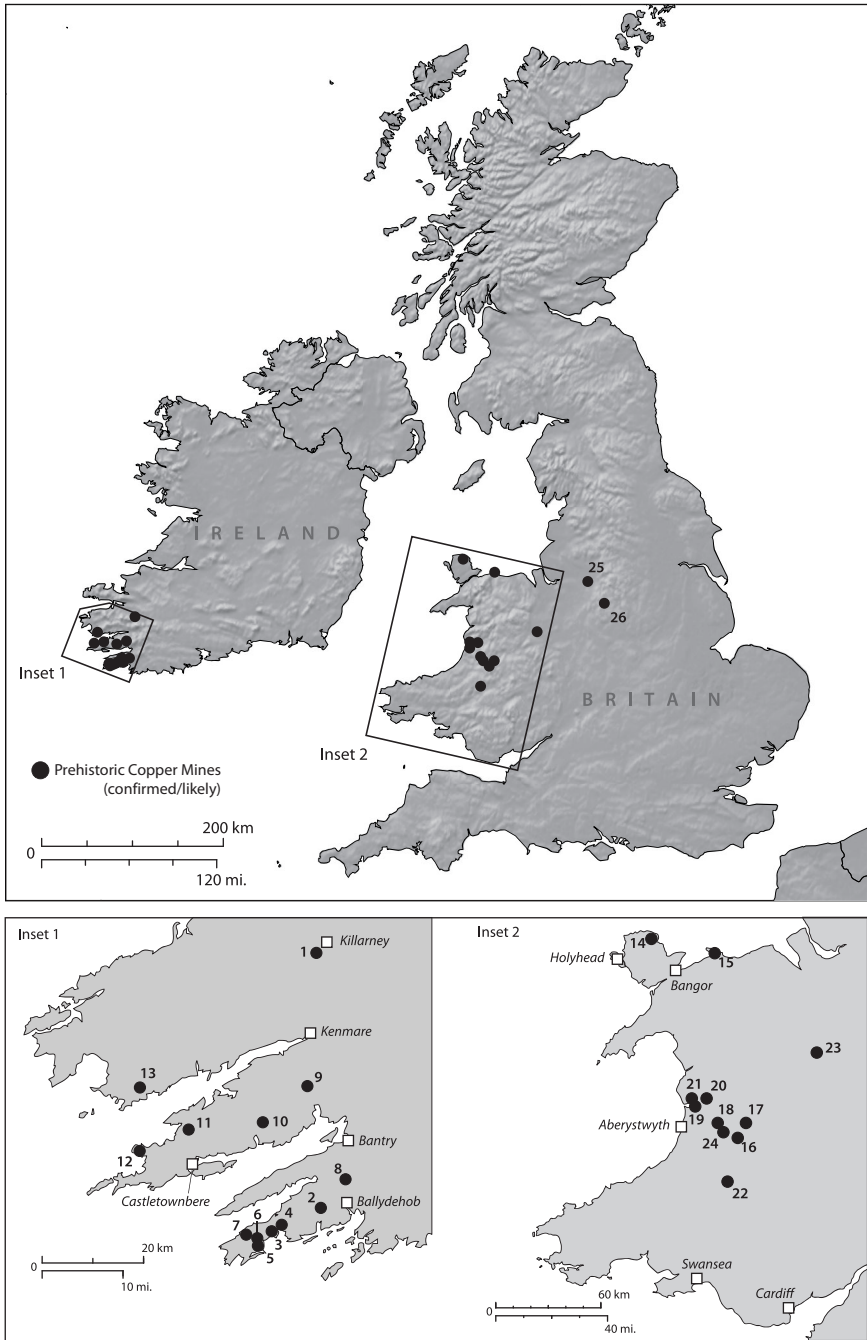 IRELAND
25
26
Inset 1
BRITAIN
Inset 2
Prehistoric Copper Mines
(confirmed/likely)
200 km
0
120 mi.
Inset 1
Killarney
1
Kenmare
13
9
11
10
Bantry
12
8
Castletownbere
2
Ballydehob
6
4
7
3
5
20 km
0
10 mi.
Inset 2
14
Holyhead
15
Bangor
23
21
20
18
17
19
Aberystwyth
24
16
22
Swansea
60 km
Cardiff
0
40 mi.